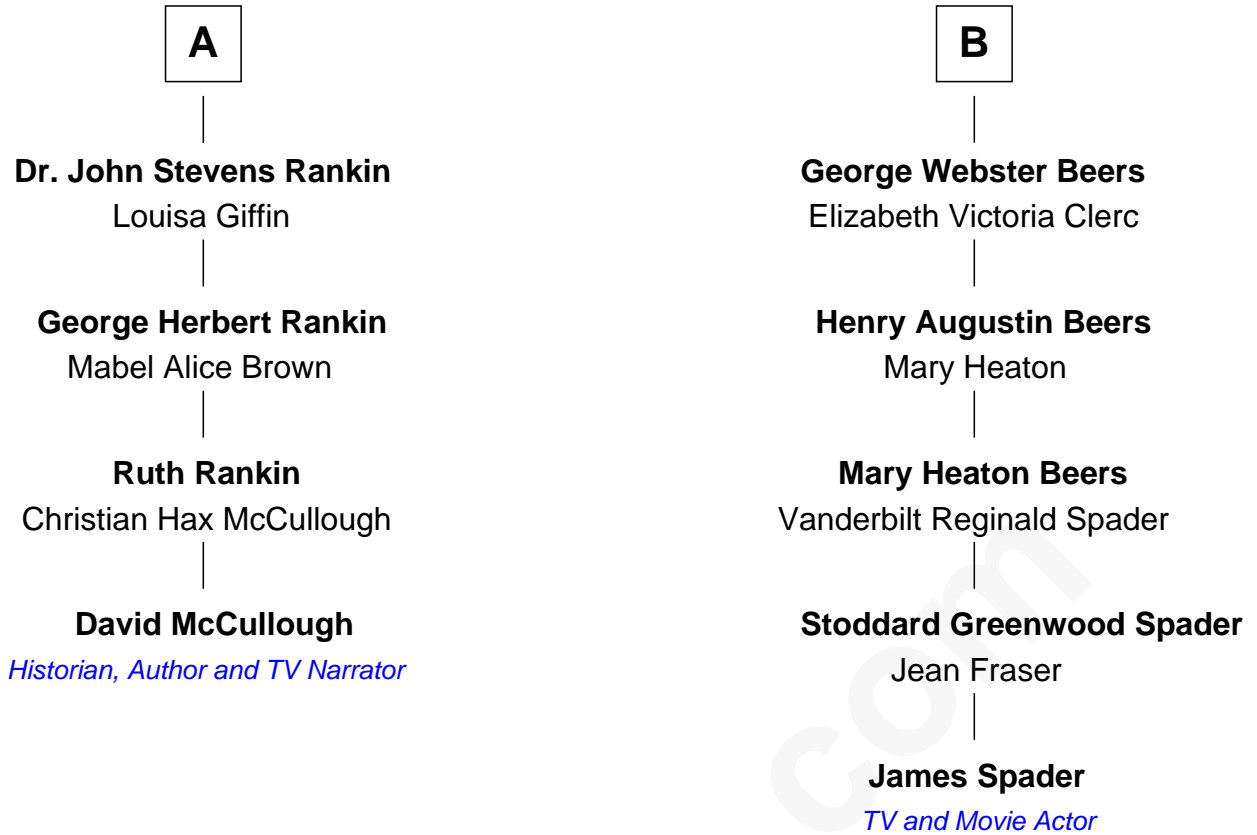 A
Dr. John Stevens Rankin
Louisa Giffin
George Herbert Rankin
Mabel Alice Brown
Ruth Rankin
Christian Hax McCullough
David McCullough
Historian, Author and TV Narrator
B
George Webster Beers
Elizabeth Victoria Clerc
Henry Augustin Beers
Mary Heaton
Mary Heaton Beers
Vanderbilt Reginald Spader
Stoddard Greenwood Spader
Jean Fraser
James Spader
TV and Movie Actor
com